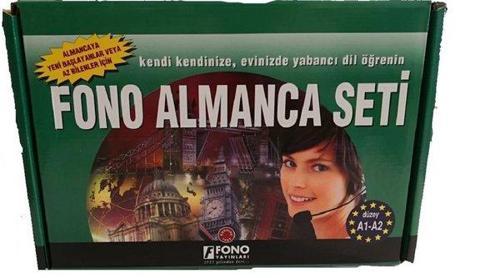 ALMANCAYA
YENİ BAŞLAYANLAR VEYA
AZ BİLENLER İÇİN
kendi kendinize, evinizde yabancı dil öğrenin
FONO ALMANCA SETİ
düzey
A1-A2
FONO
YAYINLARI